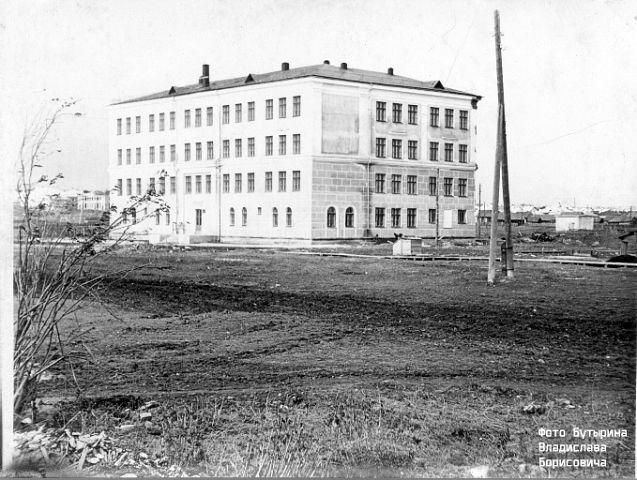 Фото Бутырина
Владислава
Борисовича